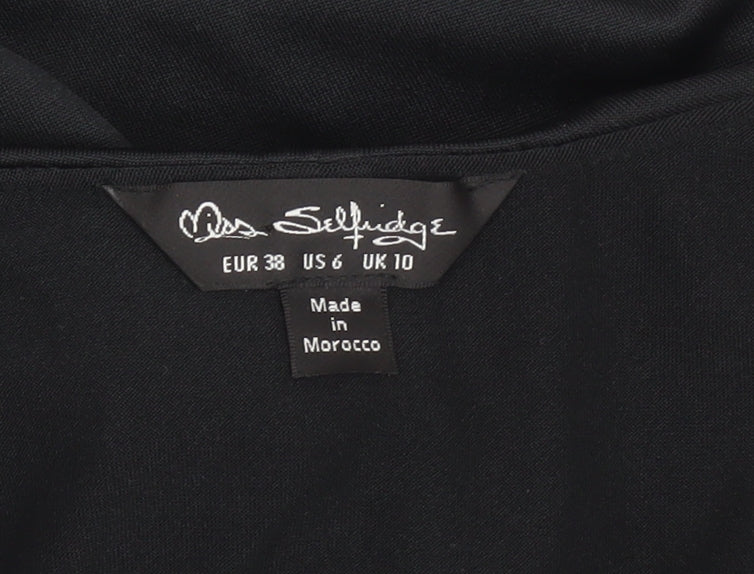 Miss Selfridge
EUR 38 US 6 UK 10
Made
in
Morocco